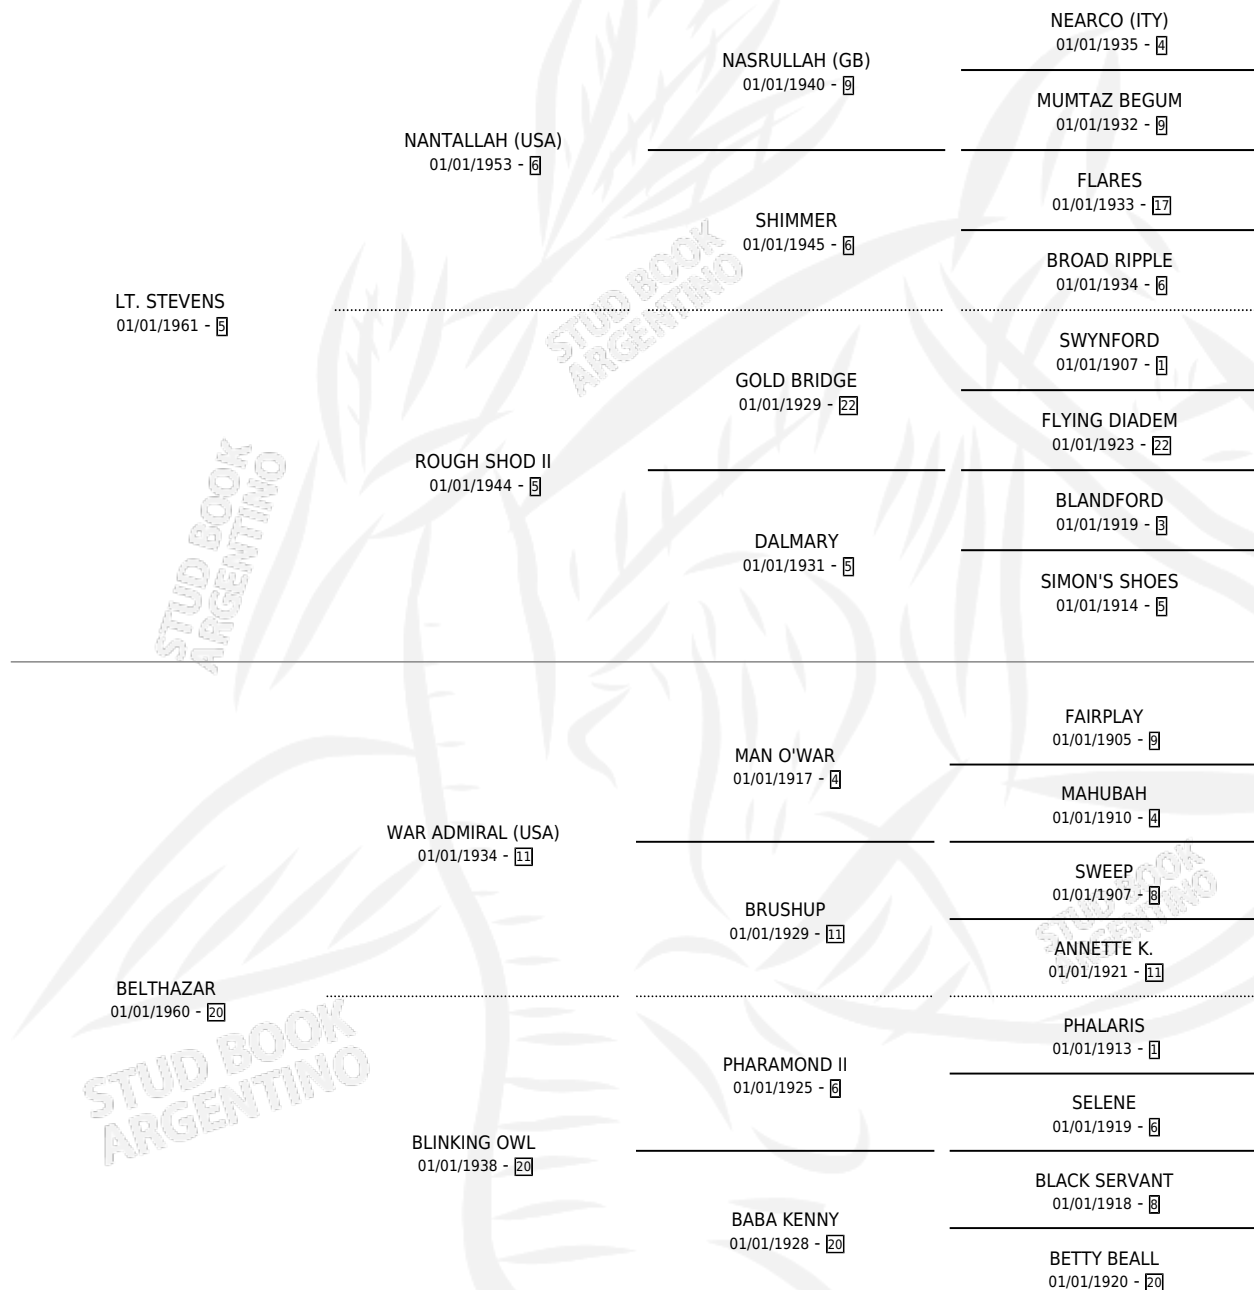 NEARCO (ITY)
01/01/1935 - 4
NASRULLAH (GB)
01/01/1940 - 9
MUMTAZ BEGUM
01/01/1932 - 9
NANTALLAH (USA)
01/01/1953 - 6
FLARES
01/01/1933 - 17
SHIMMER
01/01/1945 - 6
BROAD RIPPLE
01/01/1934 - 6
STUD BOOK
ARGENTINO
LT. STEVENS
01/01/1961 - 5
SWYNFORD
01/01/1907 - 1
GOLD BRIDGE
01/01/1929 - 22
FLYING DIADEM
01/01/1923 - 22
ROUGH SHOD II
01/01/1944 - 5
BLANDFORD
01/01/1919 - 3
DALMARY
01/01/1931 - 5
SIMON'S SHOES
01/01/1914 - 5
STUD BOOK
ARGENTINO
FAIRPLAY
01/01/1905 - 9
MAN O'WAR
01/01/1917 - 4
MAHUBAH
01/01/1910 - 4
WAR ADMIRAL (USA)
01/01/1934 - 11
SWEEP
01/01/1907 - 8
BRUSHUP
01/01/1929 - 11
ANNETTE K.
01/01/1921 - 11
STUD BOOK
ARGENTINO
BELTHAZAR
01/01/1960 - 20
PHALARIS
01/01/1913 - 1
PHARAMOND II
01/01/1925 - 6
SELENE
01/01/1919 - 6
STUD BOOK
ARGENTINO
BLINKING OWL
01/01/1938 - 20
BLACK SERVANT
01/01/1918 - 8
BABA KENNY
01/01/1928 - 20
BETTY BEALL
01/01/1920 - 20